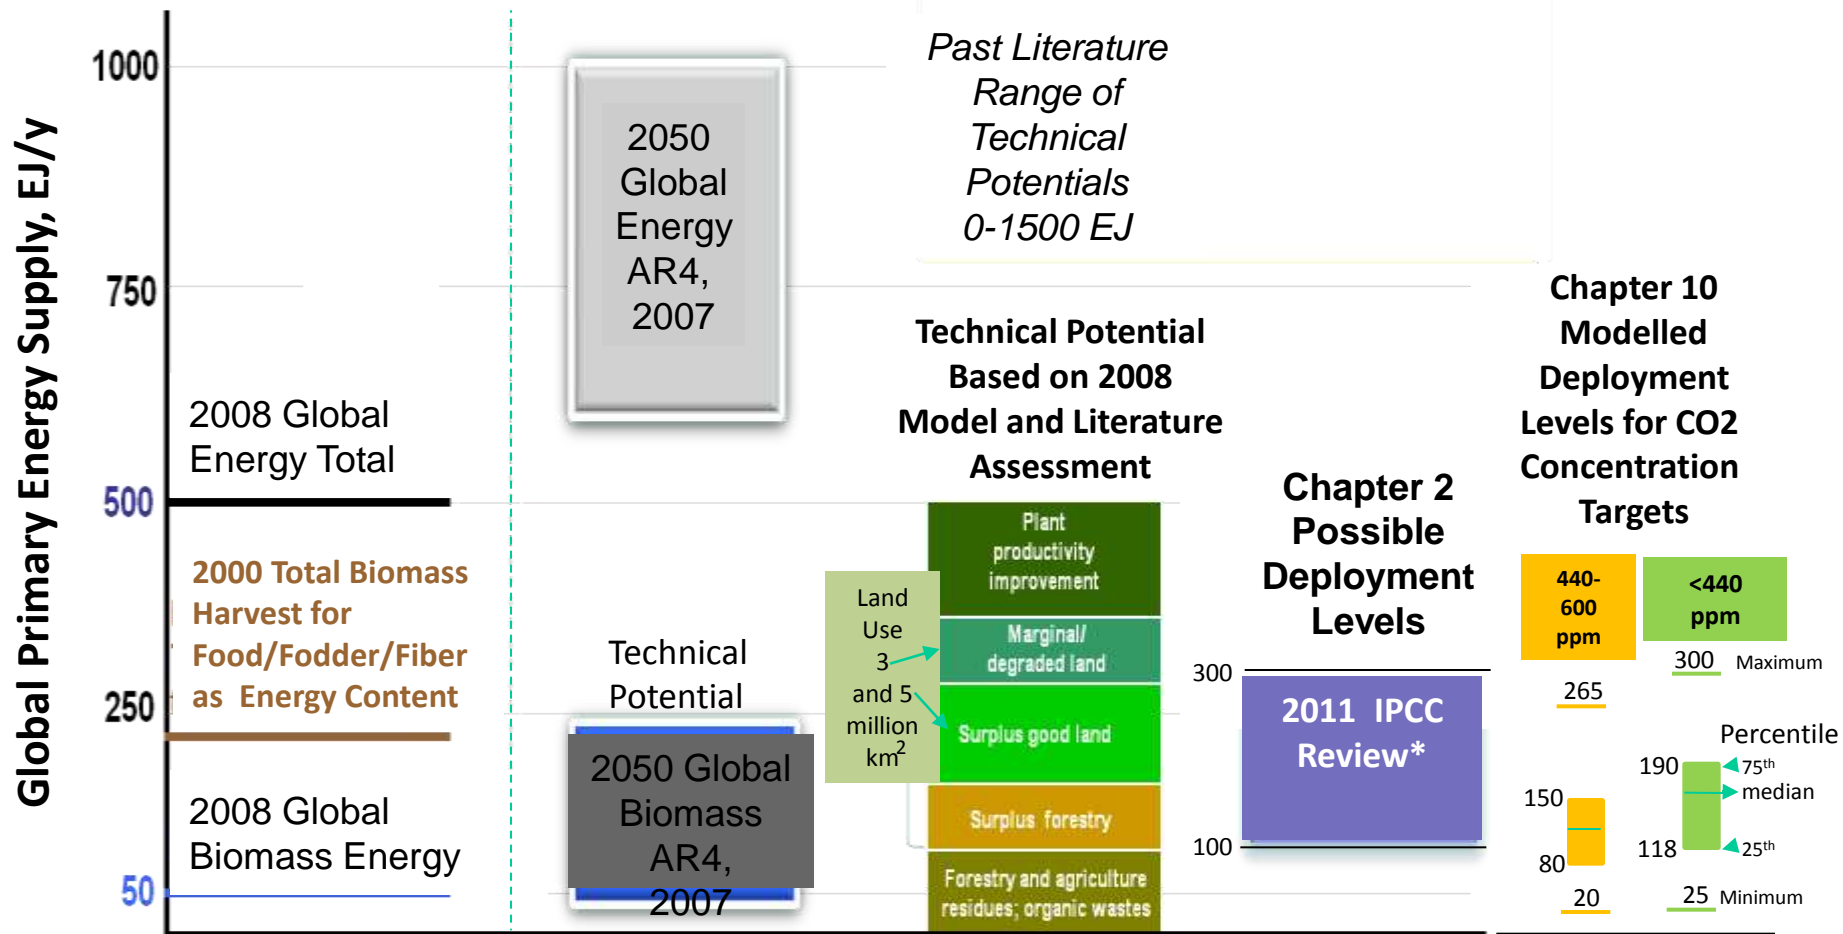 Global Primary Energy Supply, EJ/y
1000
750
500
250
50
2008 Global
Energy Total
2000 Total Biomass
Harvest for
Food/Fodder/Fiber
as Energy Content
2008 Global
Biomass Energy
2050
Global
Energy
AR4,
2007
Technical
Potential
2050 Global
Biomass
AR4,
2007
Past Literature
Range of
Technical
Potentials
0-1500 EJ
Technical Potential
Based on 2008
Model and Literature
Assessment
Land
Use
3
and 5
million
km2
Plant
productivity
improvement
Marginal/
degraded land
Surplus good land
Surplus forestry
Forestry and agriculture
residues; organic wastes
Chapter 2
Possible
Deployment
Levels
300
2011 IPCC
Review*
100
Chapter 10
Modelled
Deployment
Levels for CO2
Concentration
Targets
440-
600
ppm
<440
ppm
300 Maximum
265
Percentile
190 75th
median
150
118 25th
80
20
25 Minimum